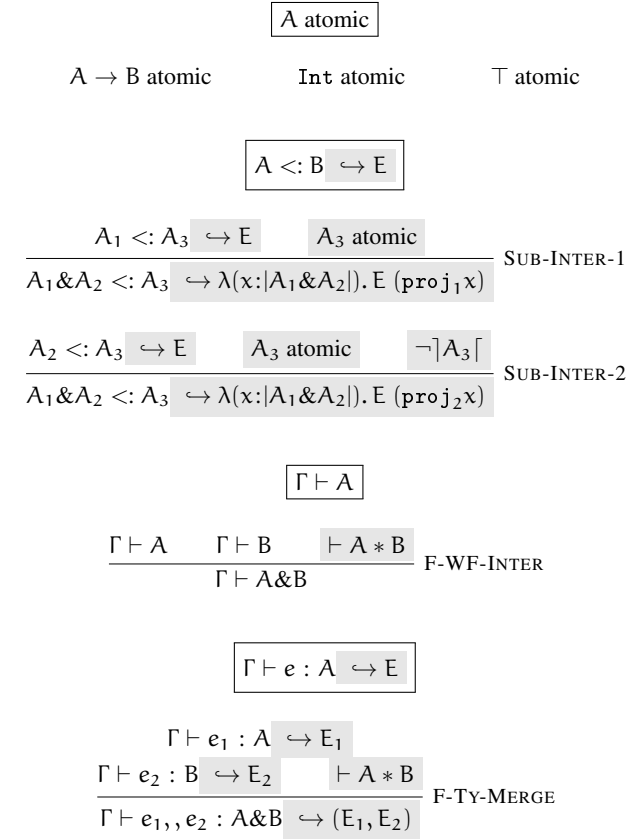 A atomic
A → B atomic Int atomic ⊤ atomic
A <: B ↪ E
A₁ <: A₃ ↪ E A₃ atomic
A₁&A₂ <: A₃ ↪ λ(x:|A₁&A₂|). E (proj₁x) SUB-INTER-1
A₂ <: A₃ ↪ E A₃ atomic ¬⌉A₃⌈
A₁&A₂ <: A₃ ↪ λ(x:|A₁&A₂|). E (proj₂x) SUB-INTER-2
Γ ⊢ A
Γ ⊢ A Γ ⊢ B ⊢ A ∗ B
Γ ⊢ A&B F-WF-INTER
Γ ⊢ e : A ↪ E
Γ ⊢ e₁ : A ↪ E₁
Γ ⊢ e₂ : B ↪ E₂ ⊢ A ∗ B
Γ ⊢ e₁,,e₂ : A&B ↪ (E₁, E₂) F-TY-MERGE